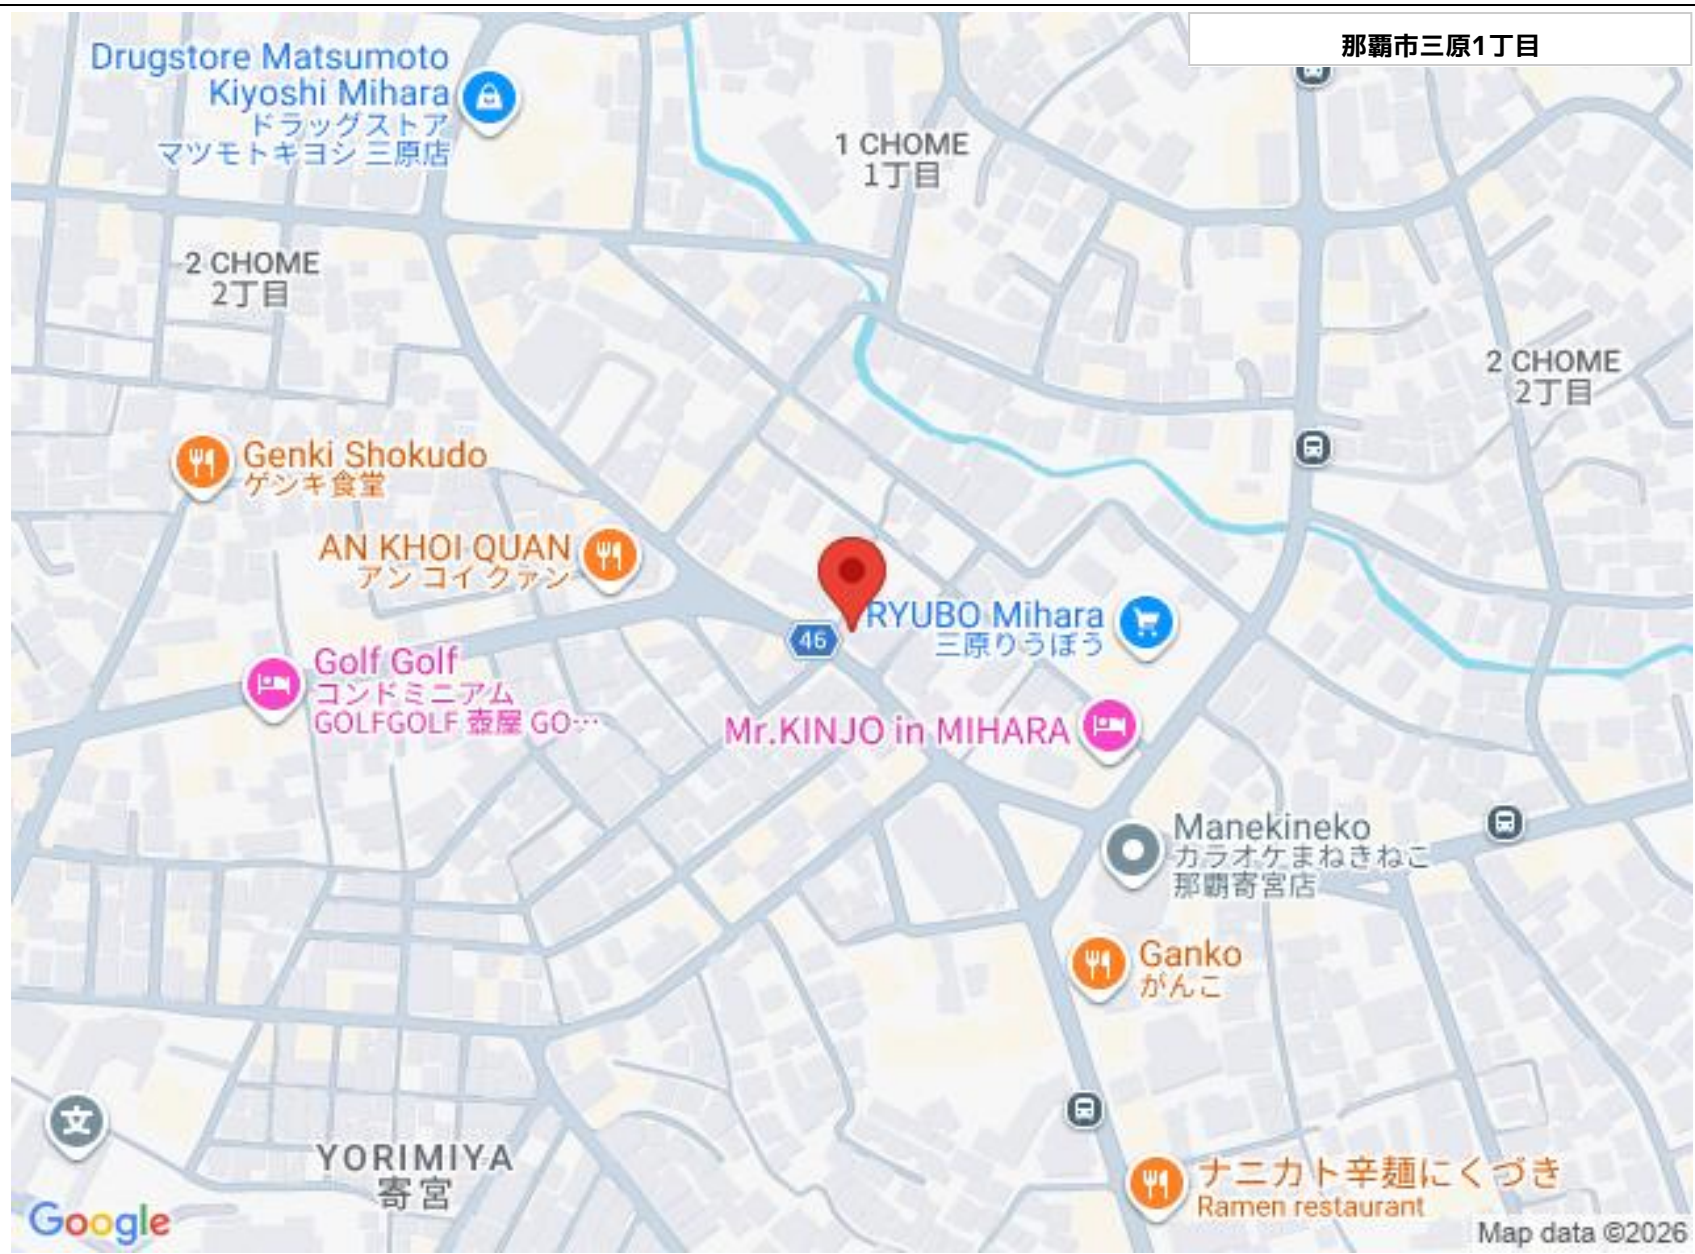 那覇市三原1丁目
Drugstore Matsumoto
Kiyoshi Mihara
ドラッグストア
マツモトキヨシ 三原店
1 CHOME
1丁目
2 CHOME
2丁目
2 CHOME
2丁目
Genki Shokudo
ゲンキ食堂
AN KHOI QUAN
アン コイ クァン
RYUBO Mihara
三原りうぼう
46
Golf Golf
コンドミニアム
GOLFGOLF 壺屋 GO…
Mr.KINJO in MIHARA
Manekineko
カラオケまねきねこ
那覇寄宮店
Ganko
がんこ
文
YORIMIYA
寄宮
ナニカト辛麺にくづき
Ramen restaurant
Google
Map data ©2026